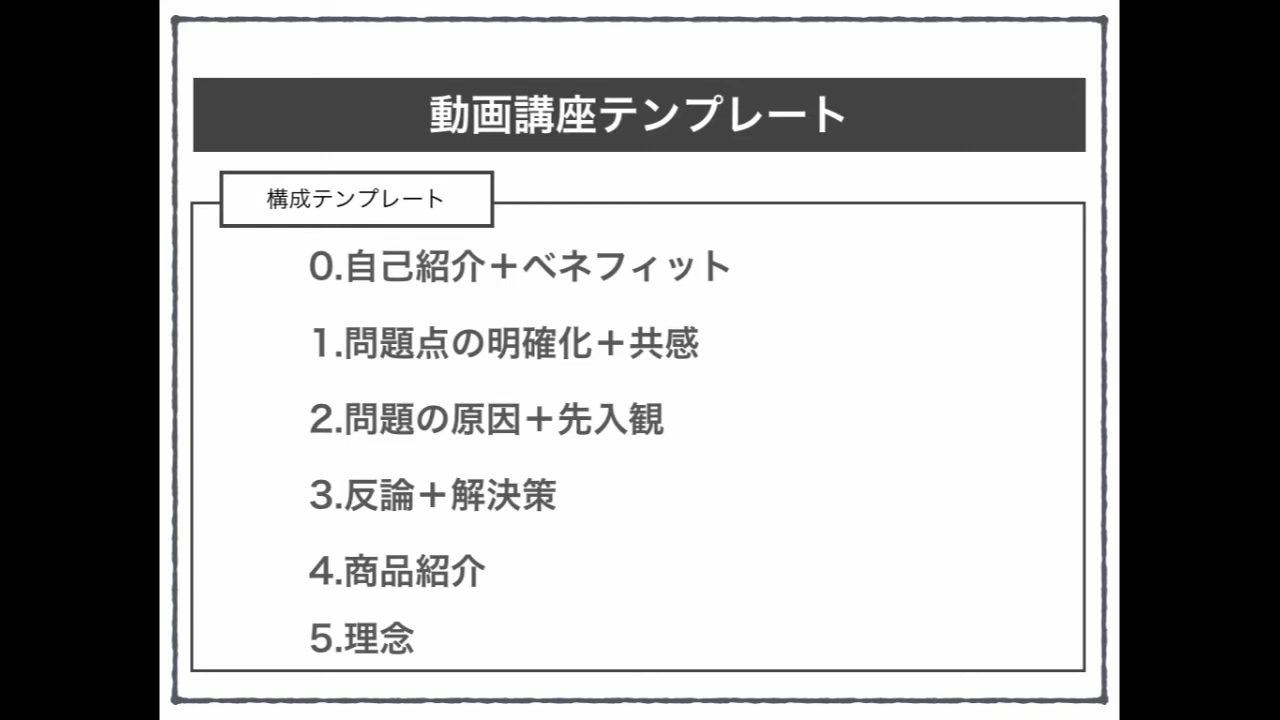 動画講座テンプレート
構成テンプレート
0.自己紹介＋ベネフィット
1.問題点の明確化＋共感
2.問題の原因＋先入観
3.反論＋解決策
4.商品紹介
5.理念